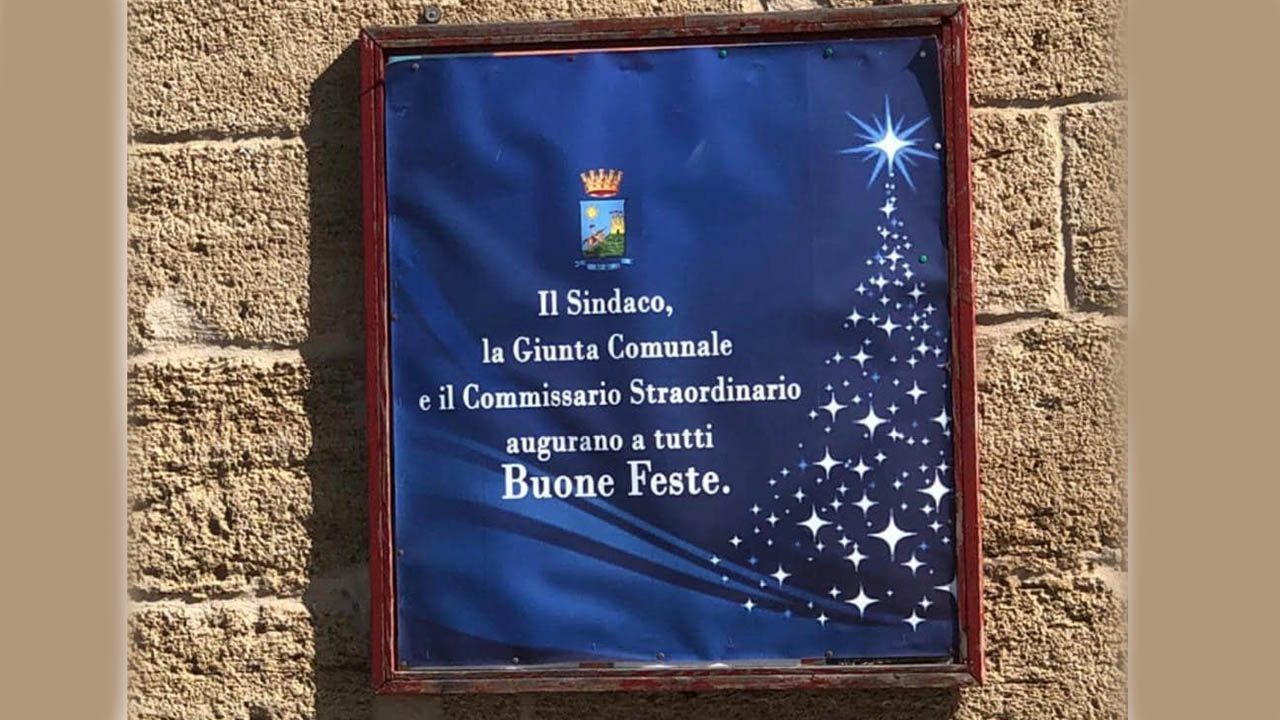 Il Sindaco,
la Giunta Comunale
e il Commissario Straordinario
augurano a tutti
Buone Feste.